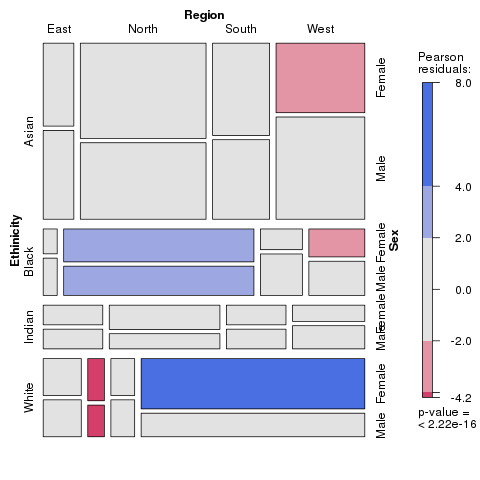 Region
East North South West
Ethinicity
Asian
Black
Indian
White
Sex
Female
Male
Female
Male
Female
Male
Female
Male
Pearson
residuals:
8.0
4.0
2.0
0.0
-2.0
-4.2
p-value =
< 2.22e-16